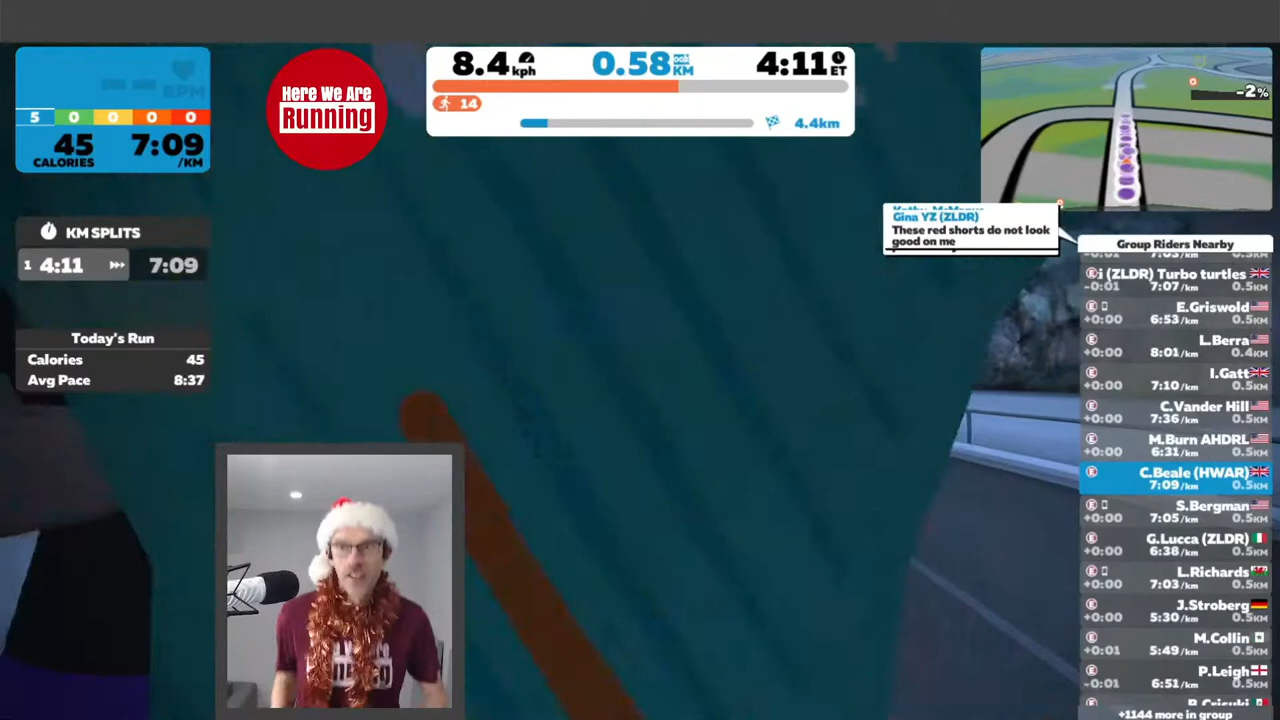 -- BPM
5 0 0 0 0
45 7:09
CALORIES /KM
Here We Are
Running
8.4 kph 0.58 KM 4:11 ET
14
4.4km
-2%
KM SPLITS
1 4:11 7:09
Today's Run
Calories 45
Avg Pace 8:37
Gina YZ (ZLDR)
These red shorts do not look
good on me
Group Riders Nearby
-0:02 7:03/km 0.5KM
i (ZLDR) Turbo turtles
-0:01 7:07/km 0.5KM
E.Griswold
+0:00 6:53/km 0.5KM
L.Berra
+0:00 8:01/km 0.4KM
I.Gatt
+0:00 7:10/km 0.5KM
C.Vander Hill
+0:00 7:36/km 0.5KM
M.Burn AHDRL
+0:00 6:31/km 0.5KM
C.Beale (HWAR)
7:09/km 0.5KM
S.Bergman
+0:00 7:05/km 0.5KM
G.Lucca (ZLDR)
+0:00 6:38/km 0.5KM
L.Richards
+0:00 7:03/km 0.5KM
J.Stroberg
+0:00 5:30/km 0.5KM
M.Collin
+0:01 5:49/km 0.5KM
P.Leigh
-0:01 6:51/km 0.5KM
+1144 more in group